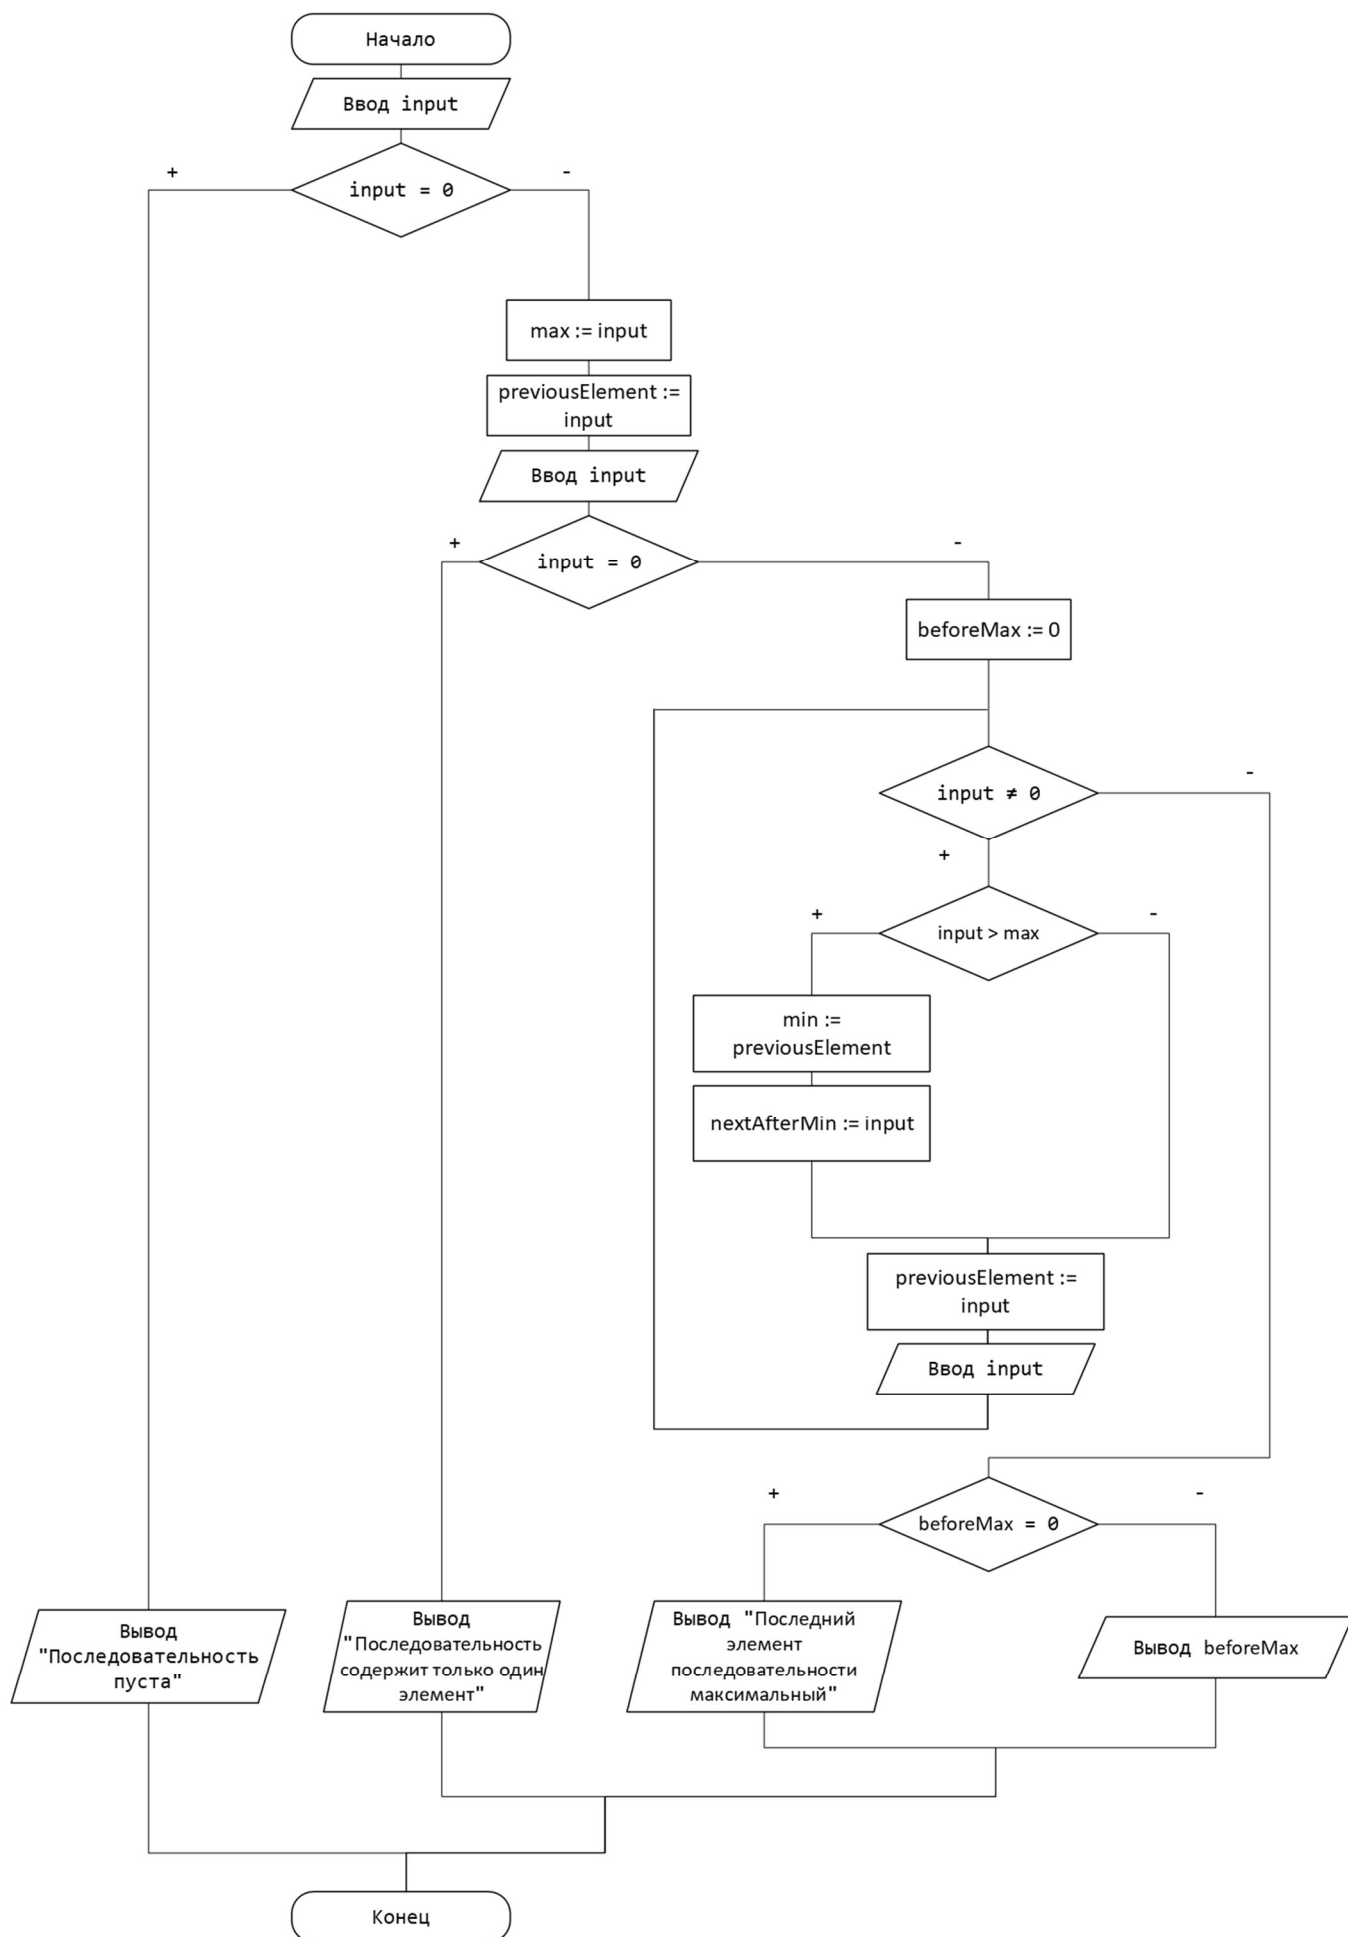 Начало
Ввод input
+
-
input = 0
max := input
previousElement :=
input
Ввод input
+
-
input = 0
beforeMax := 0
-
input ≠ 0
+
+
-
input > max
min :=
previousElement
nextAfterMin := input
previousElement :=
input
Ввод input
+
-
beforeMax = 0
Вывод
"Последовательность
пуста"
Вывод
"Последовательность
содержит только один
элемент"
Вывод "Последний
элемент
последовательности
максимальный"
Вывод beforeMax
Конец